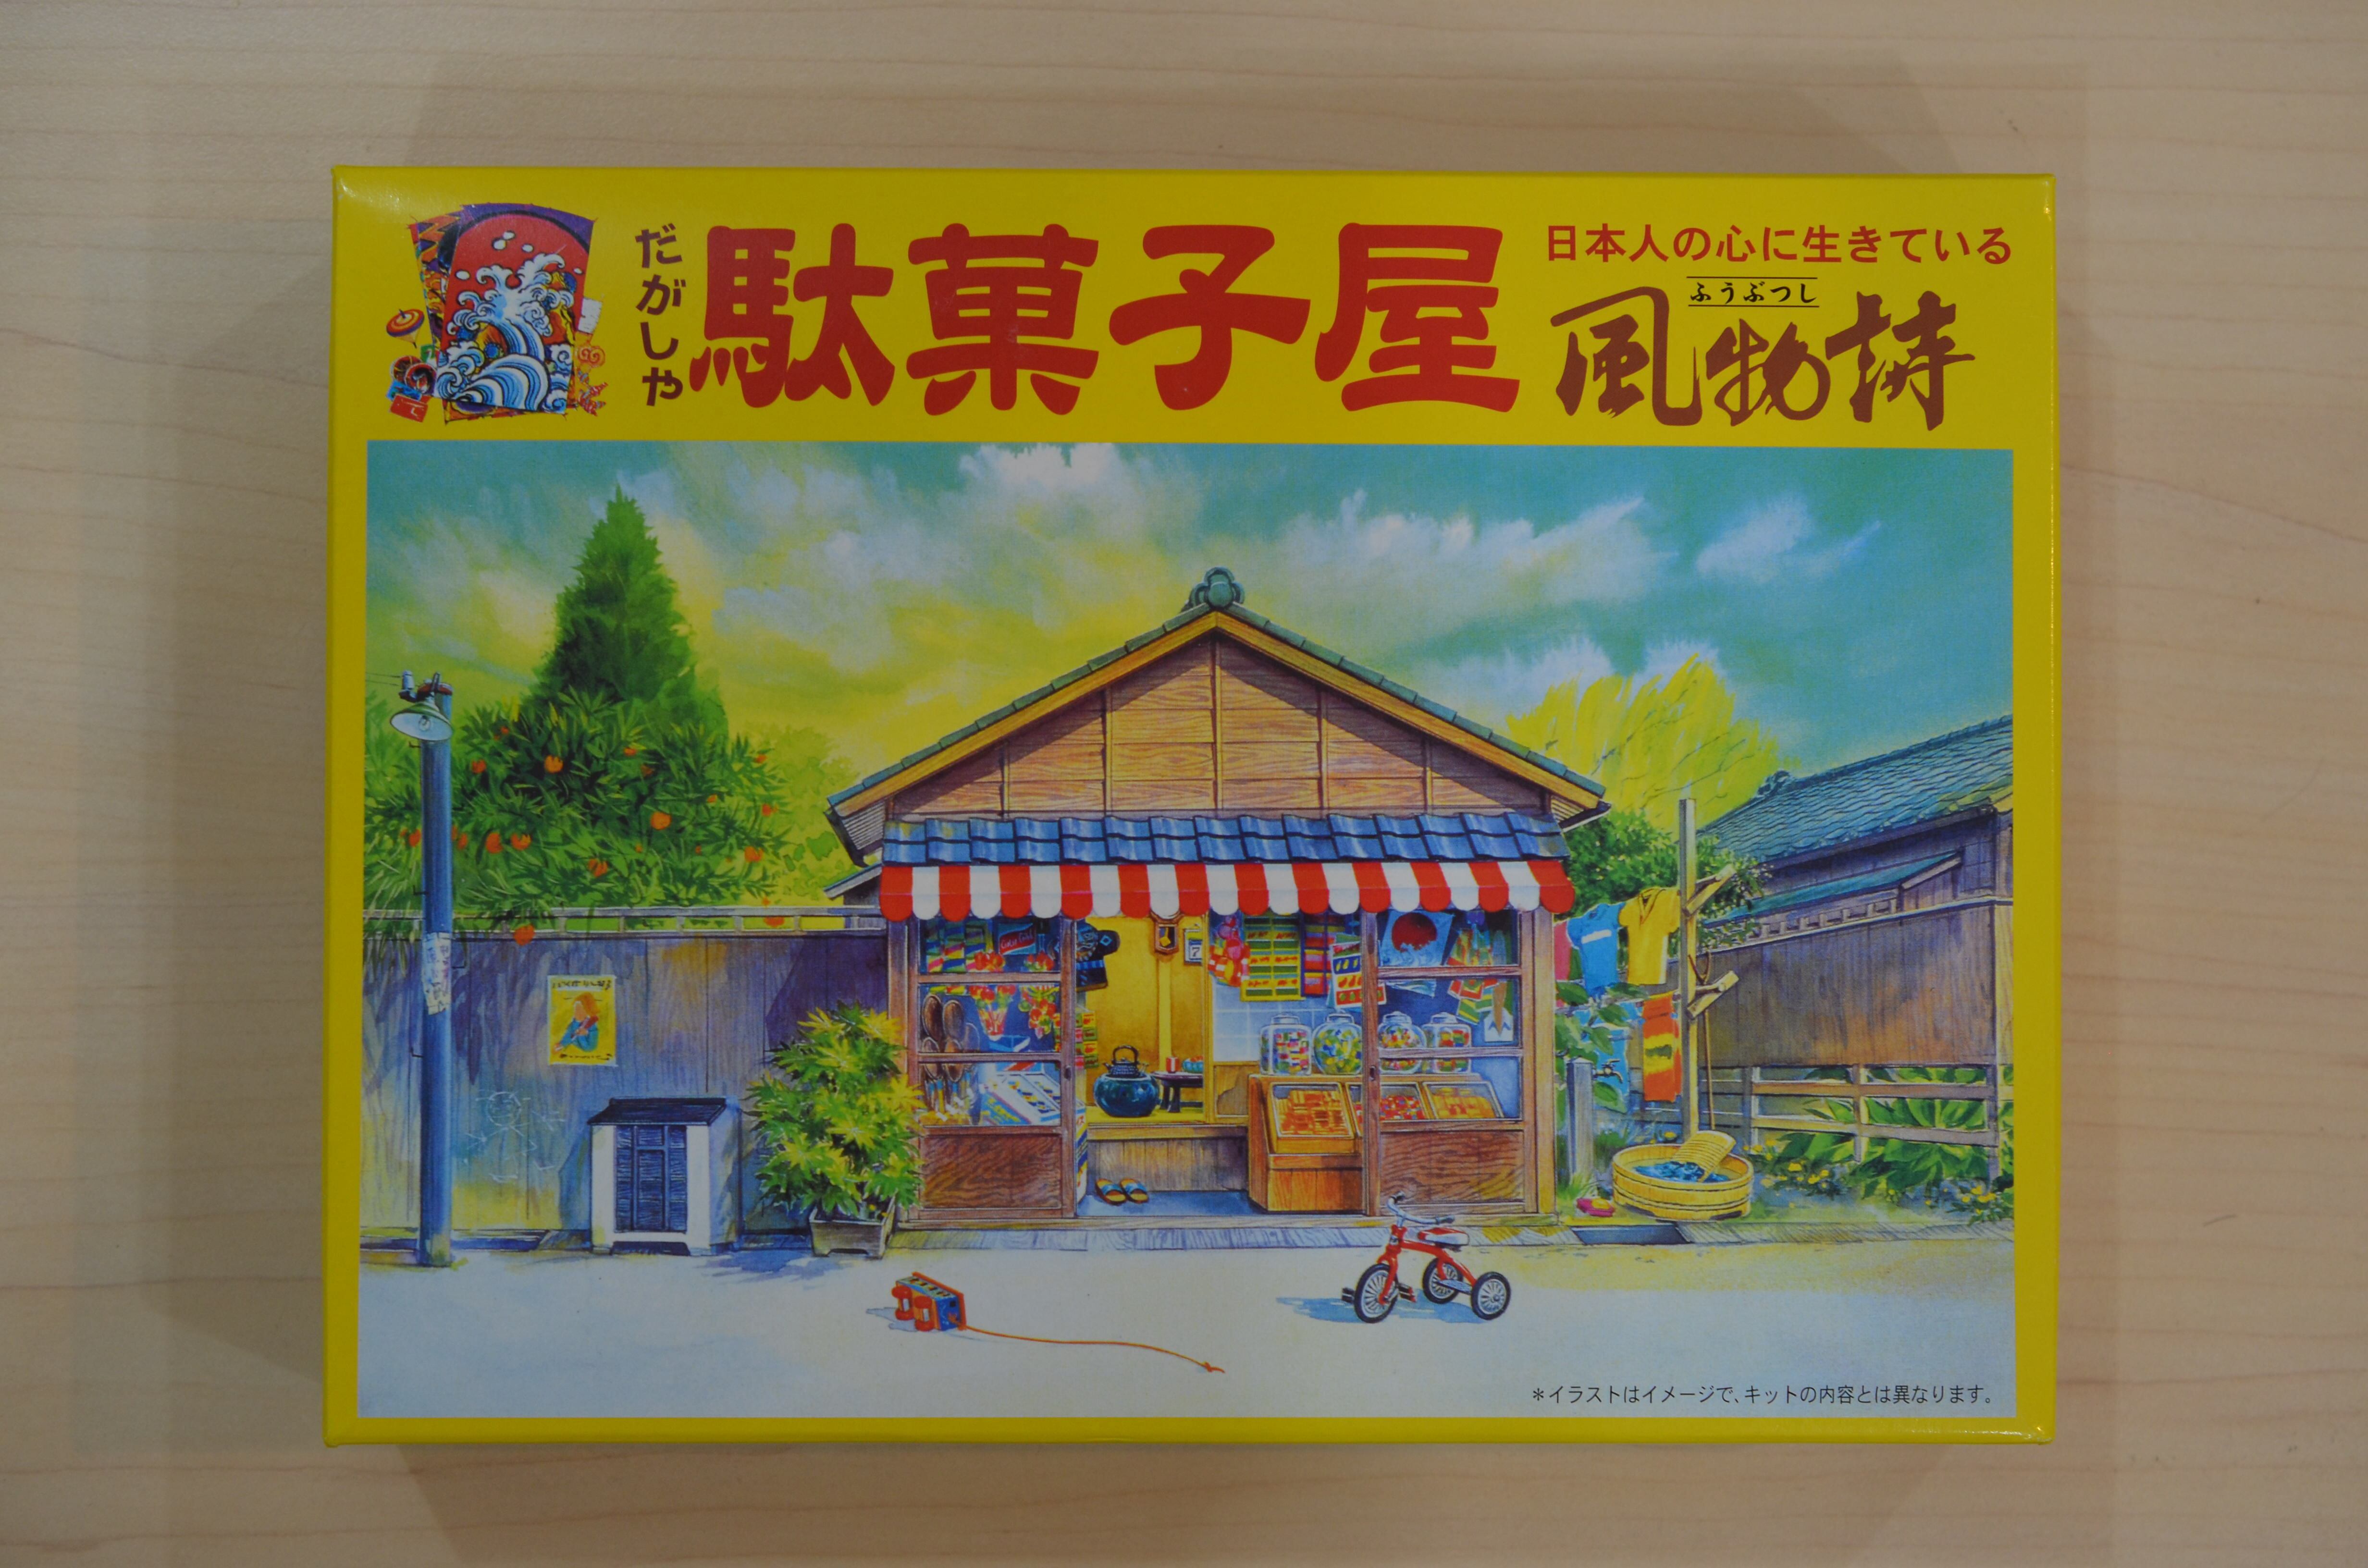 だがしや
駄菓子屋
日本人の心に生きている
ふうぶつし
風物詩
7
＊イラストはイメージで、キットの内容とは異なります。